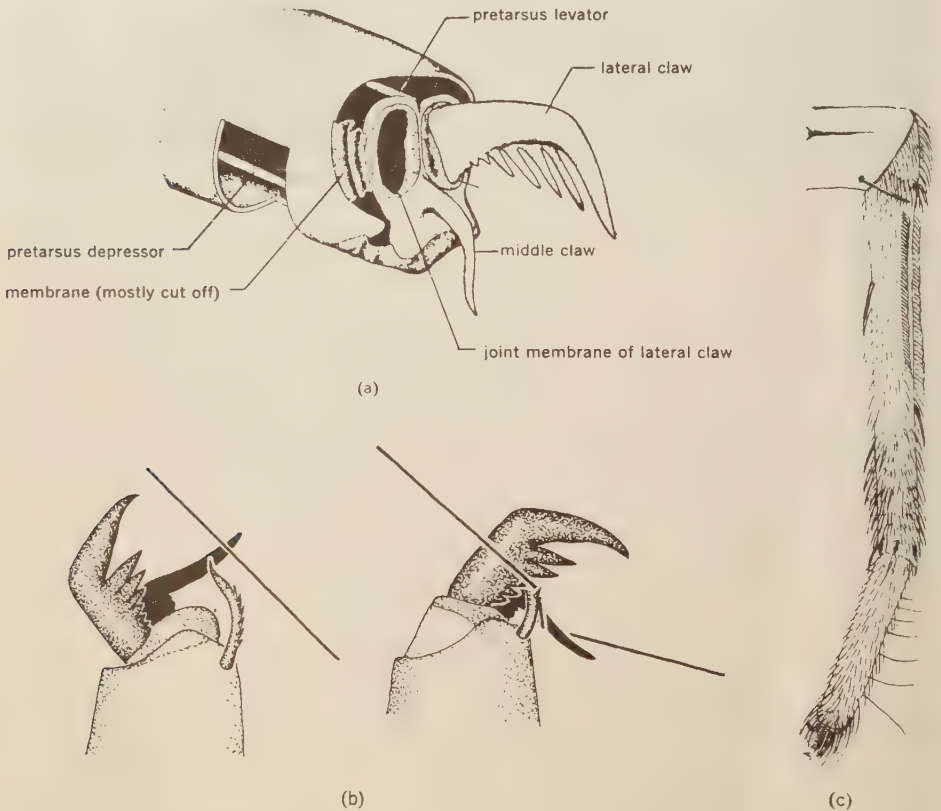 pretarsus levator
lateral claw
pretarsus depressor
middle claw
membrane (mostly cut off)
joint membrane of lateral claw
(a)
(b)
(c)